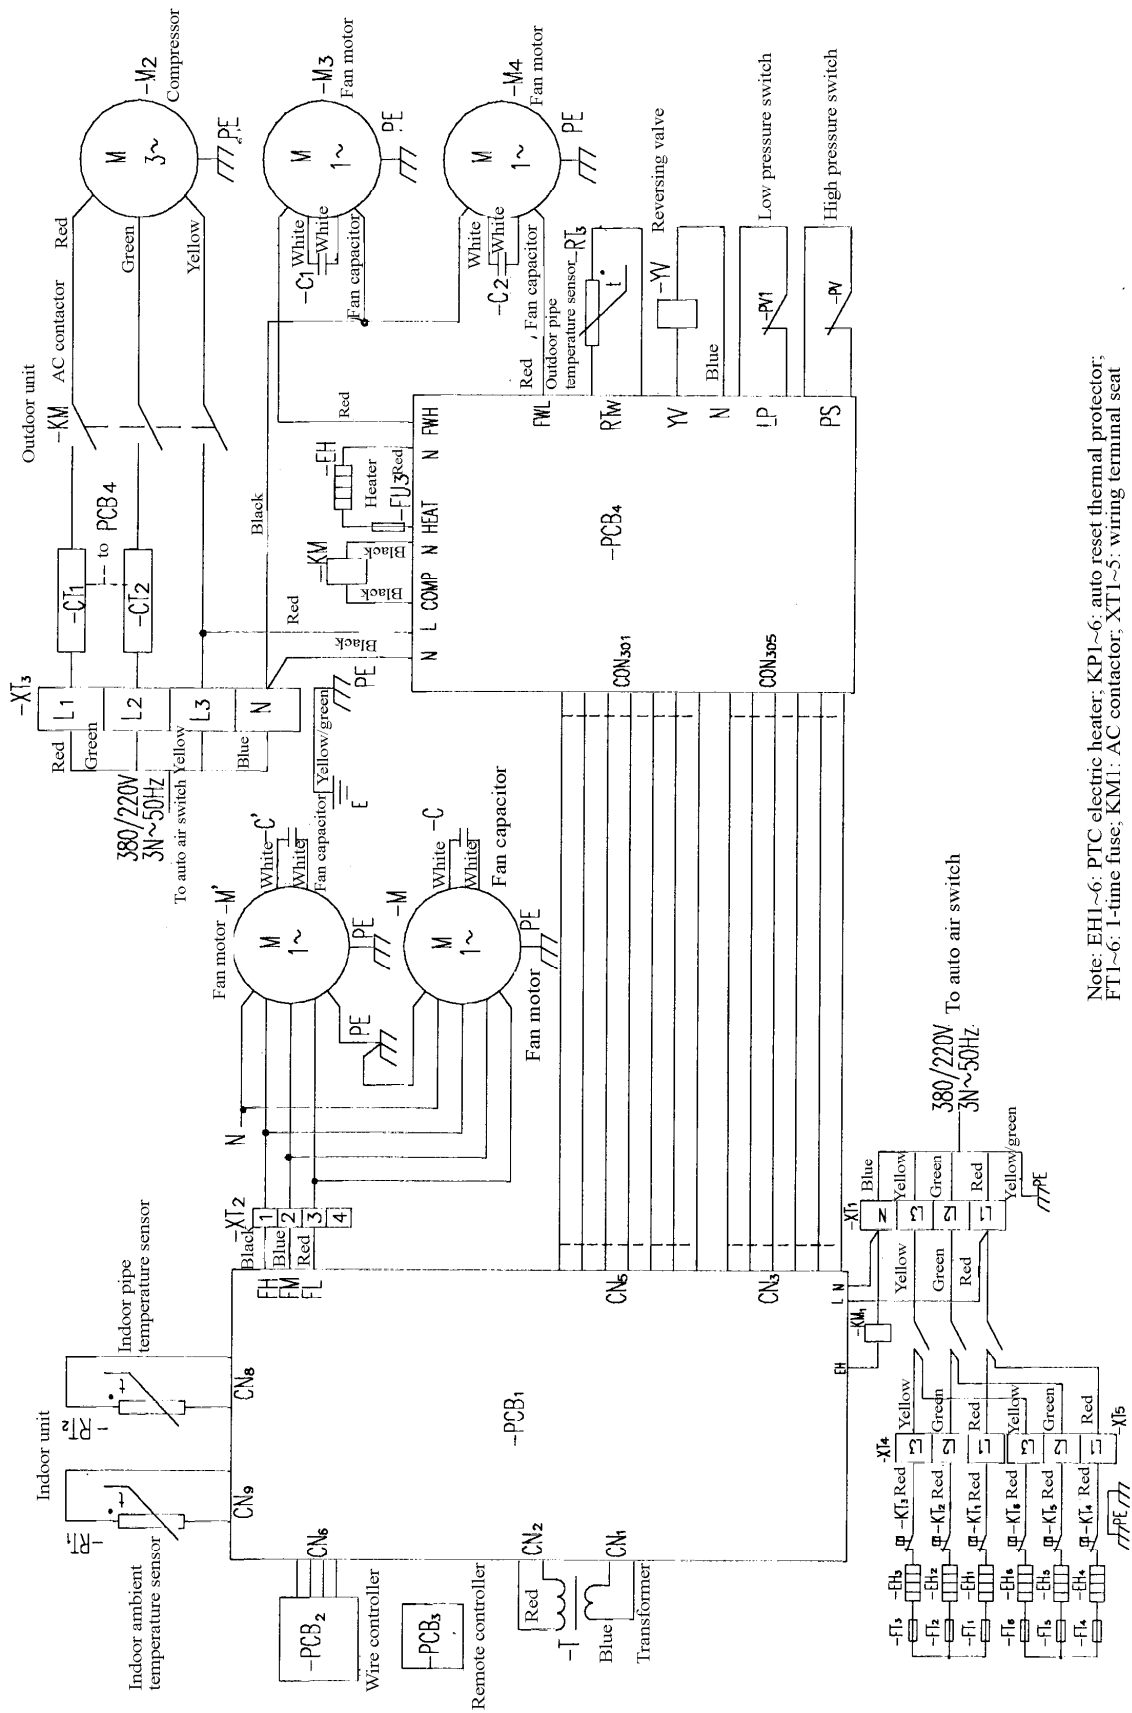 Indoor unit
-RT1
Indoor ambient
temperature sensor
-RT2
Indoor pipe
temperature sensor
CN9
CN8
CN6
-PCB2
Wire controller
-PCB3
Remote controller
CN2
Red
-T
Blue
CN1
Transformer
-PCB1
FH
FM
FL
Black
Blue
Red
-XT2
1
2
3
4
N
Fan motor
-M'
M
1~
White
-C'
White
Fan capacitor
PE
PE
-M
M
1~
White
-C
White
Fan capacitor
PE
Fan motor
CN5
CN3
EH
L
N
-KM1
-XT1
N
L3
L2
L1
Blue
Yellow
Green
Red
Yellow/green
PE
380/220V
3N~50Hz
To auto air switch
Yellow
Green
Red
Yellow
Green
Red
Yellow
Green
Red
-XT4
L3
L2
L1
L3
L2
L1
-XT5
-KT3
Red
-KT2
Red
-KT1
Red
-KT6
Red
-KT5
Red
-KT4
Red
-EH3
-EH2
-EH1
-EH6
-EH5
-EH4
-FT3
-FT2
-FT1
-FT6
-FT5
-FT4
PE
Outdoor unit
-XT3
L1
L2
L3
N
Red
Green
Yellow
Blue
380/220V
3N~50Hz
To auto air switch
Yellow/green
E
PE
-CT1
-CT2
to PCB4
-KM
AC contactor
Red
Green
Yellow
M
3~
-M2
Compressor
PE
Black
Red
Black
-C1
White
White
Fan capacitor
M
1~
-M3
Fan motor
PE
-C2
White
White
Fan capacitor
M
1~
-M4
Fan motor
PE
Red
Red
N
L
COMP
N
HEAT
N
FWH
Black
Black
-KM
-EH
Heater
-FU3
Red
-PCB4
CON301
CON305
FWL
RTW
YV
N
LP
PS
Outdoor pipe
temperature sensor
-RT3
t
-YV
Reversing valve
Blue
-PV1
Low pressure switch
-PV
High pressure switch
Note: EH1~6: PTC electric heater; KP1~6: auto reset thermal protector;
FT1~6: 1-time fuse; KM1: AC contactor; XT1~5: wiring terminal seat